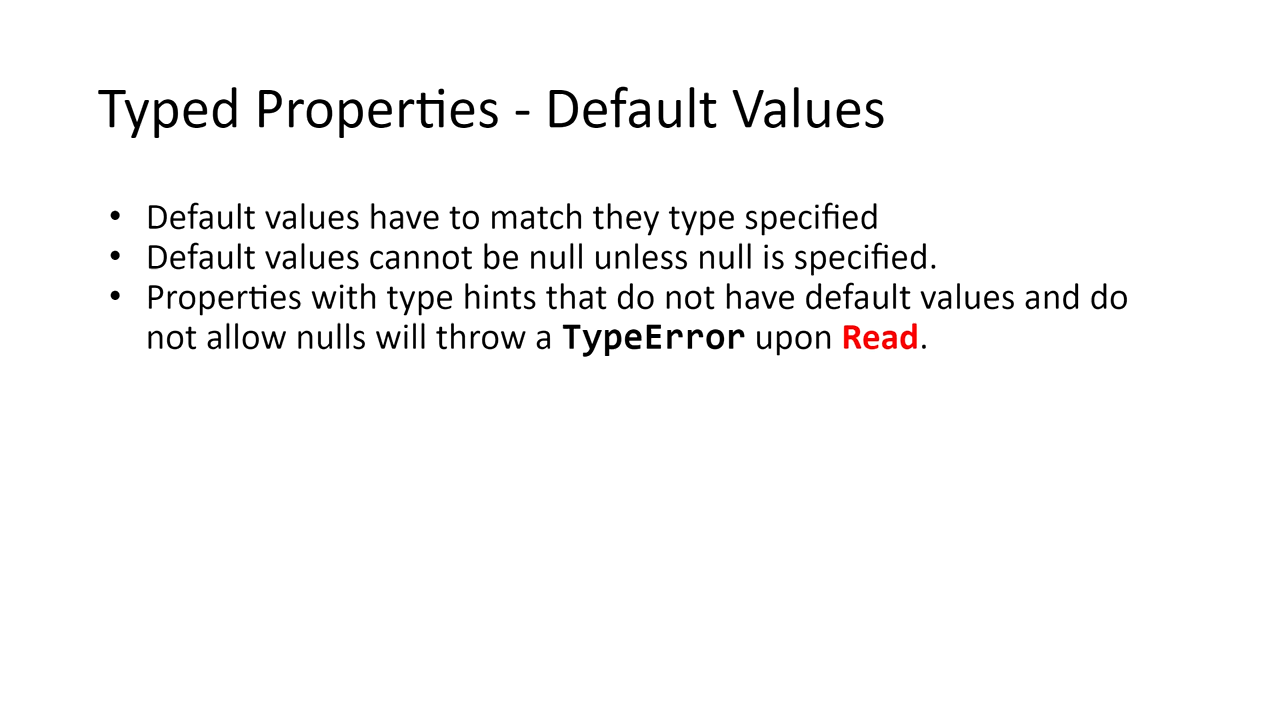 Typed Properties - Default Values
• Default values have to match they type specified
• Default values cannot be null unless null is specified.
• Properties with type hints that do not have default values and do
not allow nulls will throw a TypeError upon Read.